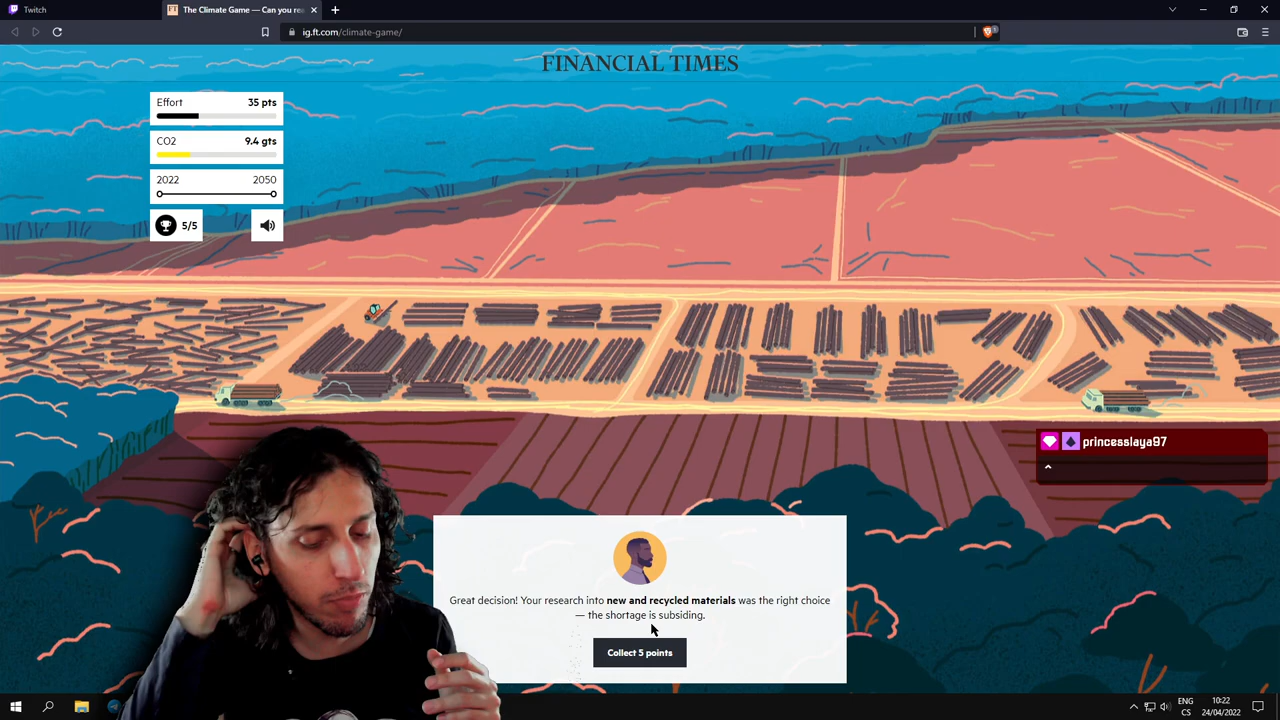 Twitch
The Climate Game — Can you rea
ig.ft.com/climate-game/
FINANCIAL TIMES
Effort 35 pts
CO2 9.4 gts
2022 2050
5/5
princesslaya87
^
Great decision! Your research into new and recycled materials was the right choice
— the shortage is subsiding.
Collect 5 points
ENG
CS
10:22
24/04/2022